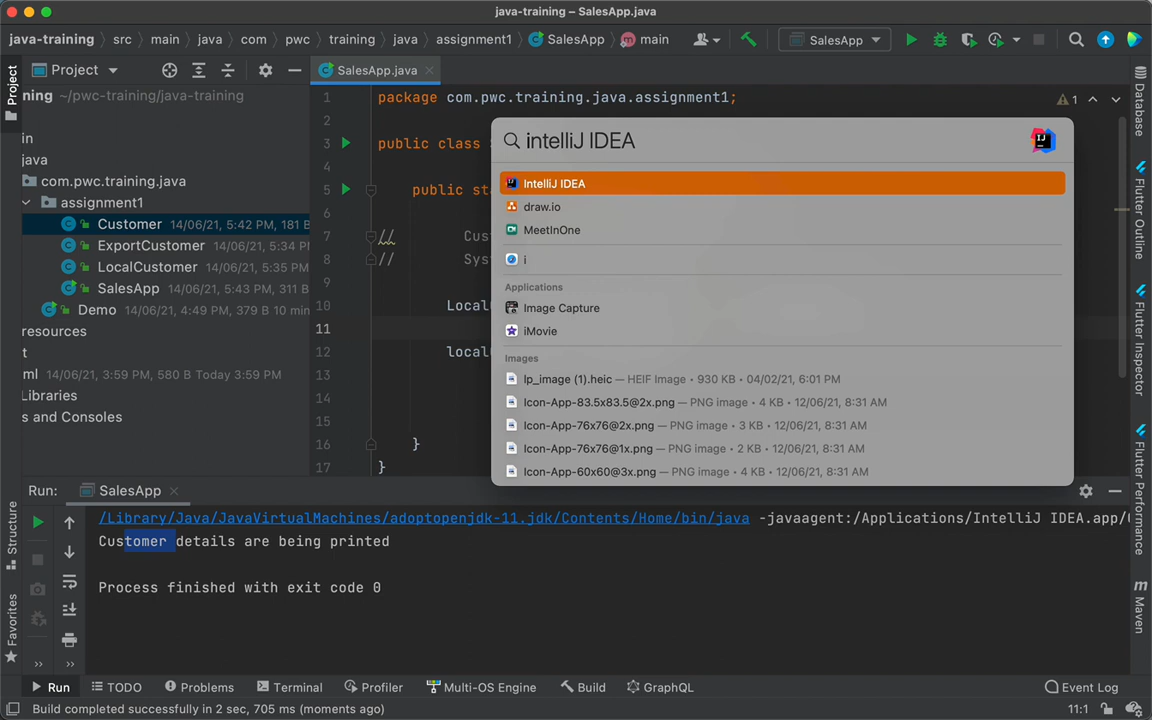 java-training – SalesApp.java
java-training src main java com pwc training java assignment1 SalesApp main SalesApp
Project
Project
SalesApp.java
ning ~/pwc-training/java-training
in
java
com.pwc.training.java
assignment1
Customer 14/06/21, 5:42 PM, 181 B
ExportCustomer 14/06/21, 5:34 P
LocalCustomer 14/06/21, 5:35 PM
SalesApp 14/06/21, 5:43 PM, 311 B
Demo 14/06/21, 4:49 PM, 379 B 10 min
resources
t
ml 14/06/21, 3:59 PM, 580 B Today 3:59 PM
Libraries
s and Consoles
1 package com.pwc.training.java.assignment1;
2
3 public class
4
5 public sta
6
7 // Cus
8 // Sys
9
10 Local
11
12 local
13
14
15
16 }
17 }
1
intelliJ IDEA
IntelliJ IDEA
draw.io
MeetInOne
i
Applications
Image Capture
iMovie
Images
lp_image (1).heic — HEIF Image • 930 KB • 04/02/21, 6:01 PM
Icon-App-83.5x83.5@2x.png — PNG image • 4 KB • 12/06/21, 8:31 AM
Icon-App-76x76@2x.png — PNG image • 3 KB • 12/06/21, 8:31 AM
Icon-App-76x76@1x.png — PNG image • 2 KB • 12/06/21, 8:31 AM
Icon-App-60x60@3x.png — PNG image • 4 KB • 12/06/21, 8:31 AM
Database
Flutter Outline
Flutter Inspector
Flutter Performance
m Maven
Structure
Favorites
Run: SalesApp
/Library/Java/JavaVirtualMachines/adoptopenjdk-11.jdk/Contents/Home/bin/java -javaagent:/Applications/IntelliJ IDEA.app/
Customer details are being printed
Process finished with exit code 0
Run TODO Problems Terminal Profiler Multi-OS Engine Build GraphQL Event Log
Build completed successfully in 2 sec, 705 ms (moments ago) 11:1